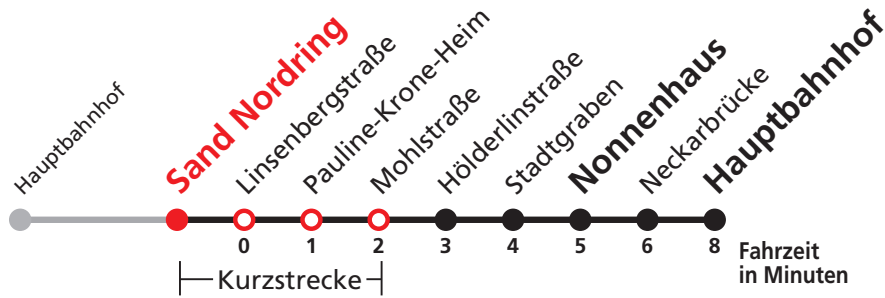 Hauptbahnhof
Sand Nordring
Linsenbergstraße
Pauline-Krone-Heim
Mohlstraße
Hölderlinstraße
Stadtgraben
Nonnenhaus
Neckarbrücke
Hauptbahnhof
0 1 2 3 4 5 6 8
Fahrzeit
in Minuten
Kurzstrecke